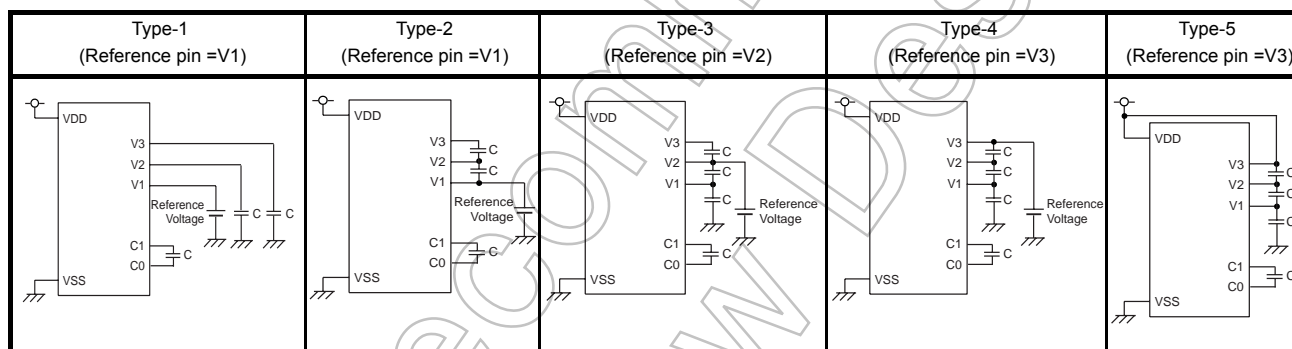 Type-1
(Reference pin =V1)
Type-2
(Reference pin =V1)
Type-3
(Reference pin =V2)
Type-4
(Reference pin =V3)
Type-5
(Reference pin =V3)
VDD
V3
V2
V1
Reference
Voltage
C
C
C1
C0
C
VSS
VDD
V3
C
V2
C
V1
Reference
Voltage
C1
C0
C
VSS
VDD
V3
C
V2
C
V1
C
Reference
Voltage
C1
C0
C
VSS
VDD
V3
C
V2
C
V1
C
Reference
Voltage
C1
C0
C
VSS
VDD
V3
C
V2
C
V1
C
C1
C0
C
VSS